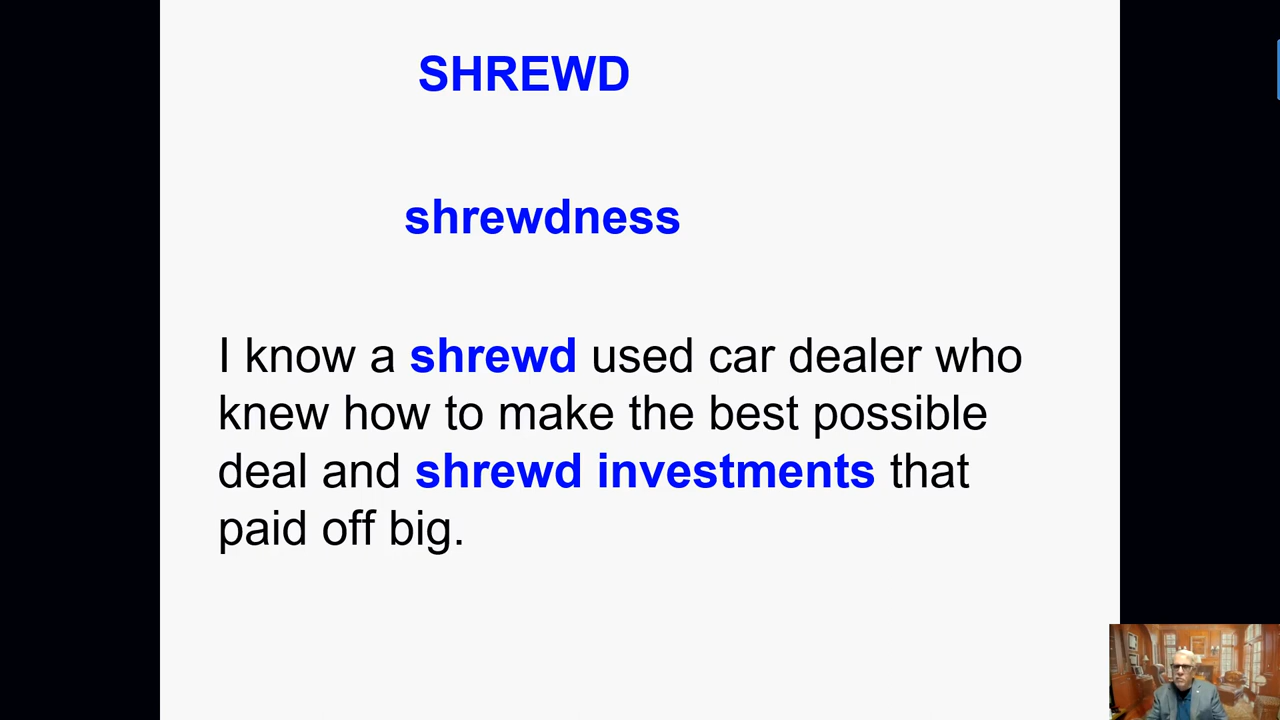 SHREWD
shrewdness
I know a shrewd used car dealer who
knew how to make the best possible
deal and shrewd investments that
paid off big.